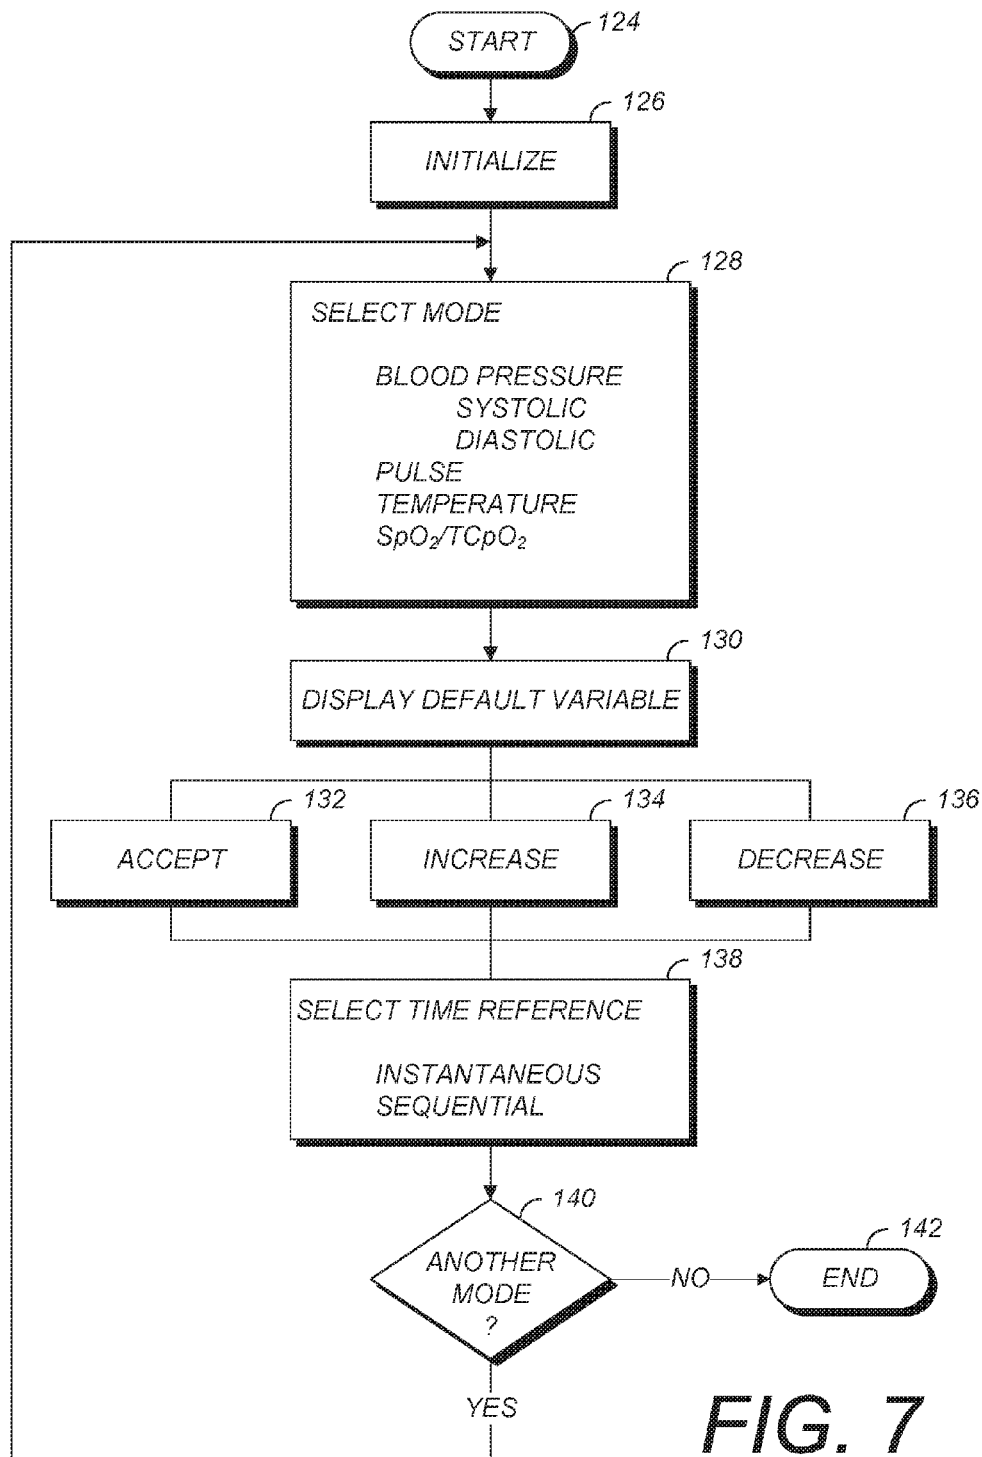 START
124
126
INITIALIZE
128
SELECT MODE
BLOOD PRESSURE
SYSTOLIC
DIASTOLIC
PULSE
TEMPERATURE
SpO₂/TCpO₂
130
DISPLAY DEFAULT VARIABLE
132
134
136
ACCEPT
INCREASE
DECREASE
138
SELECT TIME REFERENCE
INSTANTANEOUS
SEQUENTIAL
140
ANOTHER
MODE
?
NO
142
END
YES
FIG. 7